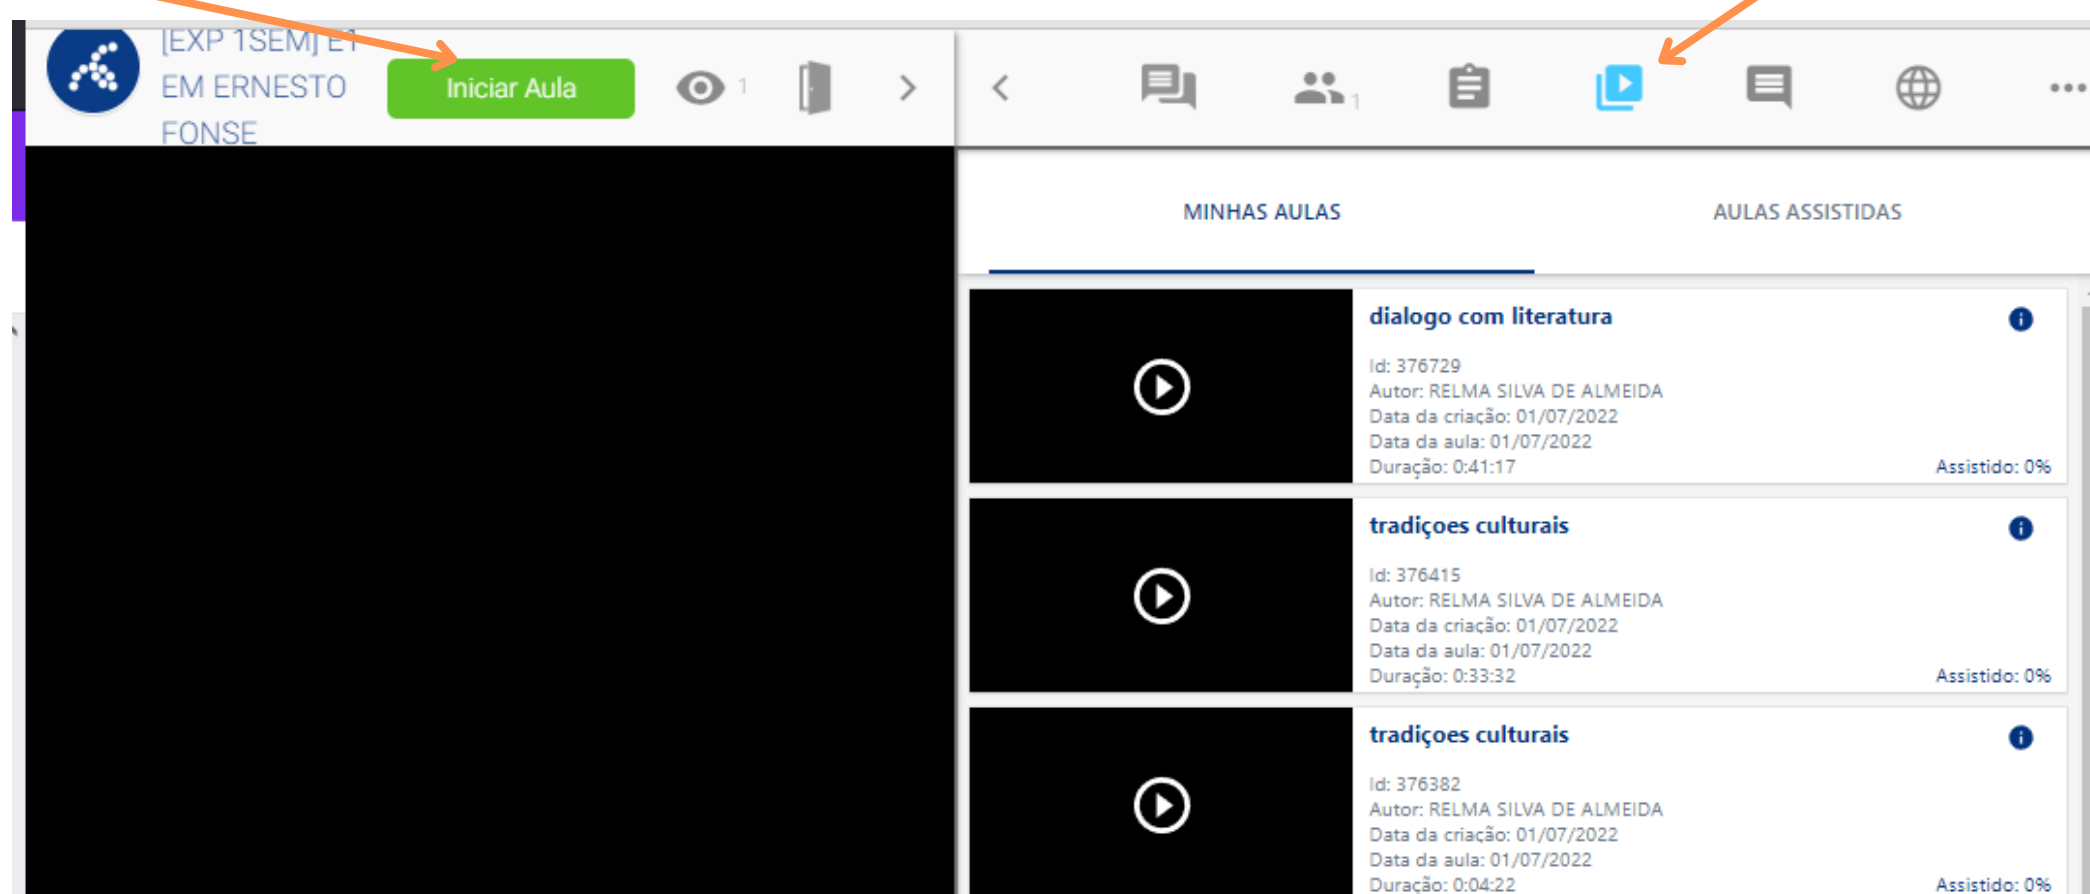 [EXP 1SEM] E1
EM ERNESTO
FONSE
Iniciar Aula
1
1
MINHAS AULAS
AULAS ASSISTIDAS
dialogo com literatura
Id: 376729
Autor: RELMA SILVA DE ALMEIDA
Data da criação: 01/07/2022
Data da aula: 01/07/2022
Duração: 0:41:17
Assistido: 0%
tradiçoes culturais
Id: 376415
Autor: RELMA SILVA DE ALMEIDA
Data da criação: 01/07/2022
Data da aula: 01/07/2022
Duração: 0:33:32
Assistido: 0%
tradiçoes culturais
Id: 376382
Autor: RELMA SILVA DE ALMEIDA
Data da criação: 01/07/2022
Data da aula: 01/07/2022
Duração: 0:04:22
Assistido: 0%